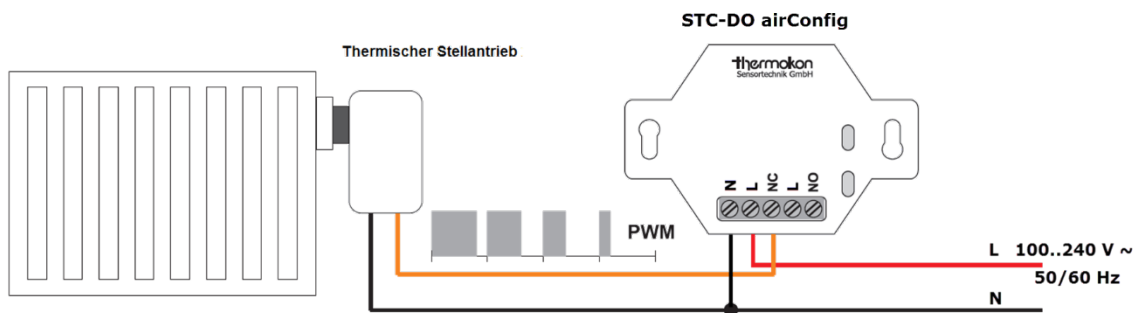 STC-DO airConfig
Thermischer Stellantrieb
thermokon
Sensortechnik GmbH
N L NC L NO
PWM
L 100..240 V ~
50/60 Hz
N